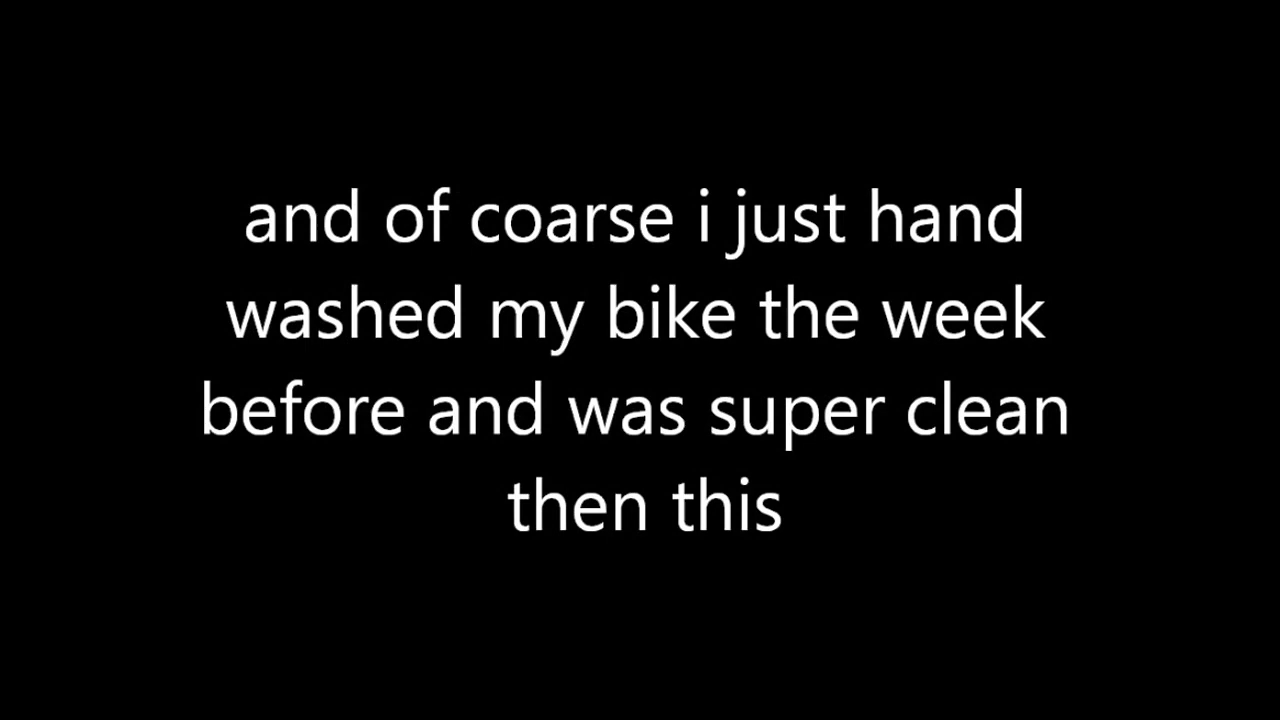 and of coarse i just hand
washed my bike the week
before and was super clean
then this